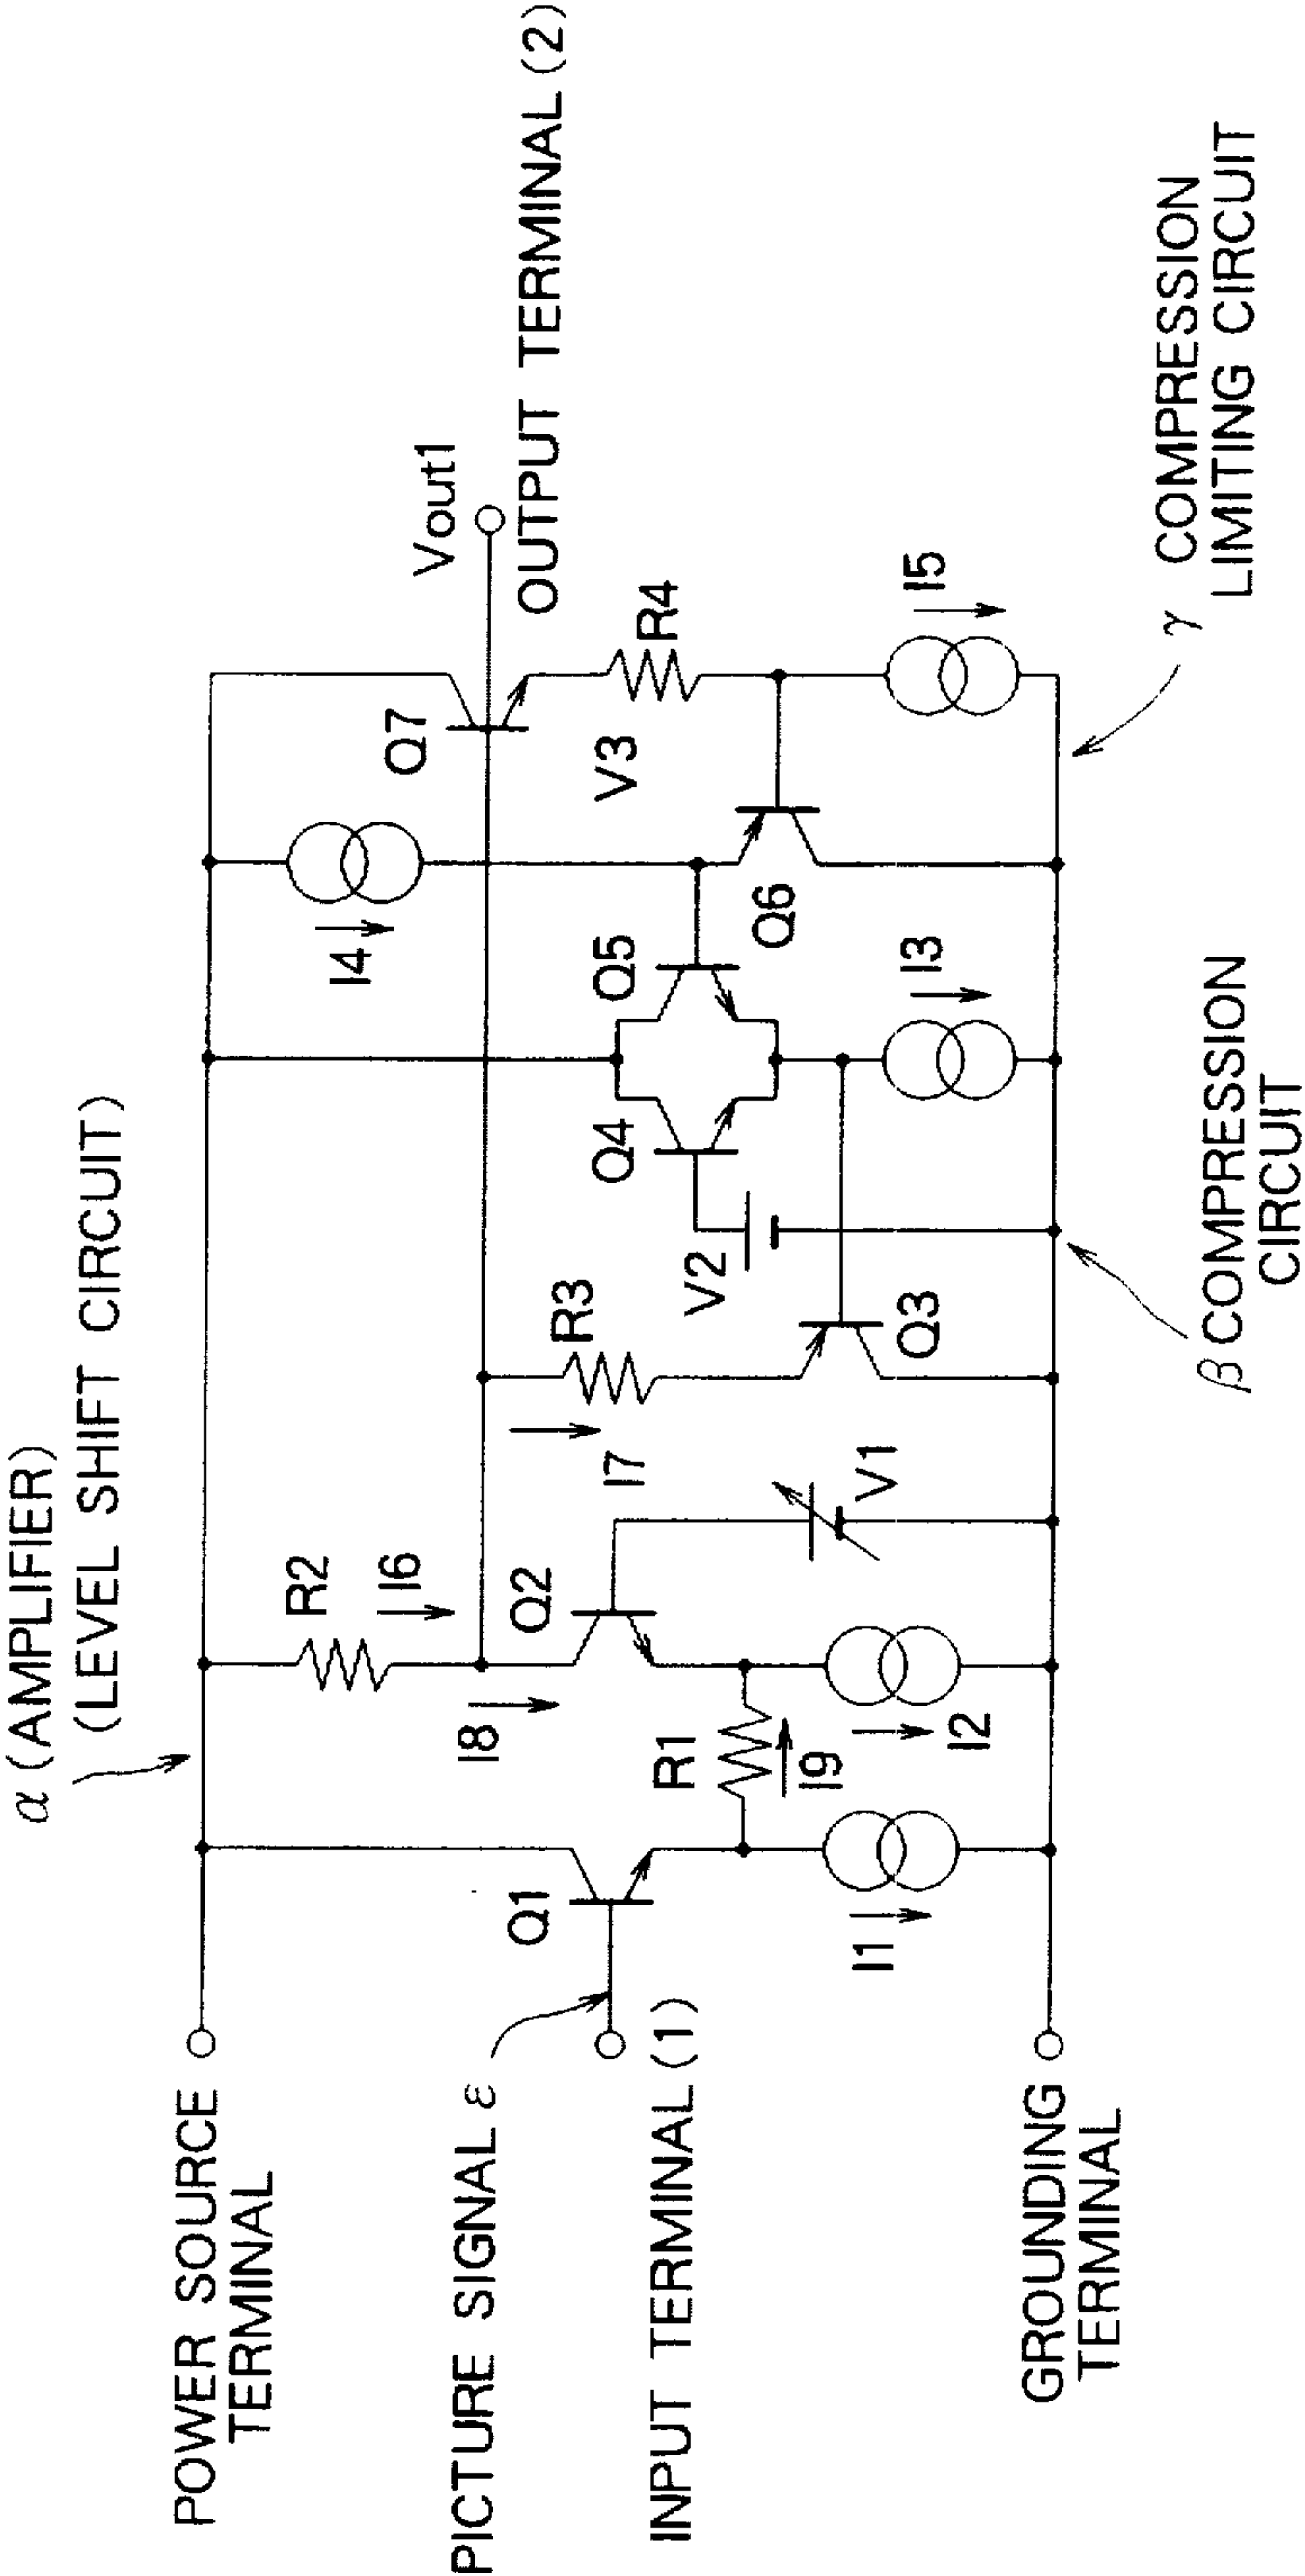 α (AMPLIFIER)
(LEVEL SHIFT CIRCUIT)
POWER SOURCE
TERMINAL
PICTURE SIGNAL ε
INPUT TERMINAL (1)
GROUNDING
TERMINAL
Q1
I1
R1
I9
R2
I6
I8
Q2
I2
V1
R3
I7
Q3
V2
Q4
Q5
I3
I4
Q6
V3
Q7
R4
I5
Vout1
OUTPUT TERMINAL (2)
β COMPRESSION
CIRCUIT
γ COMPRESSION
LIMITING CIRCUIT